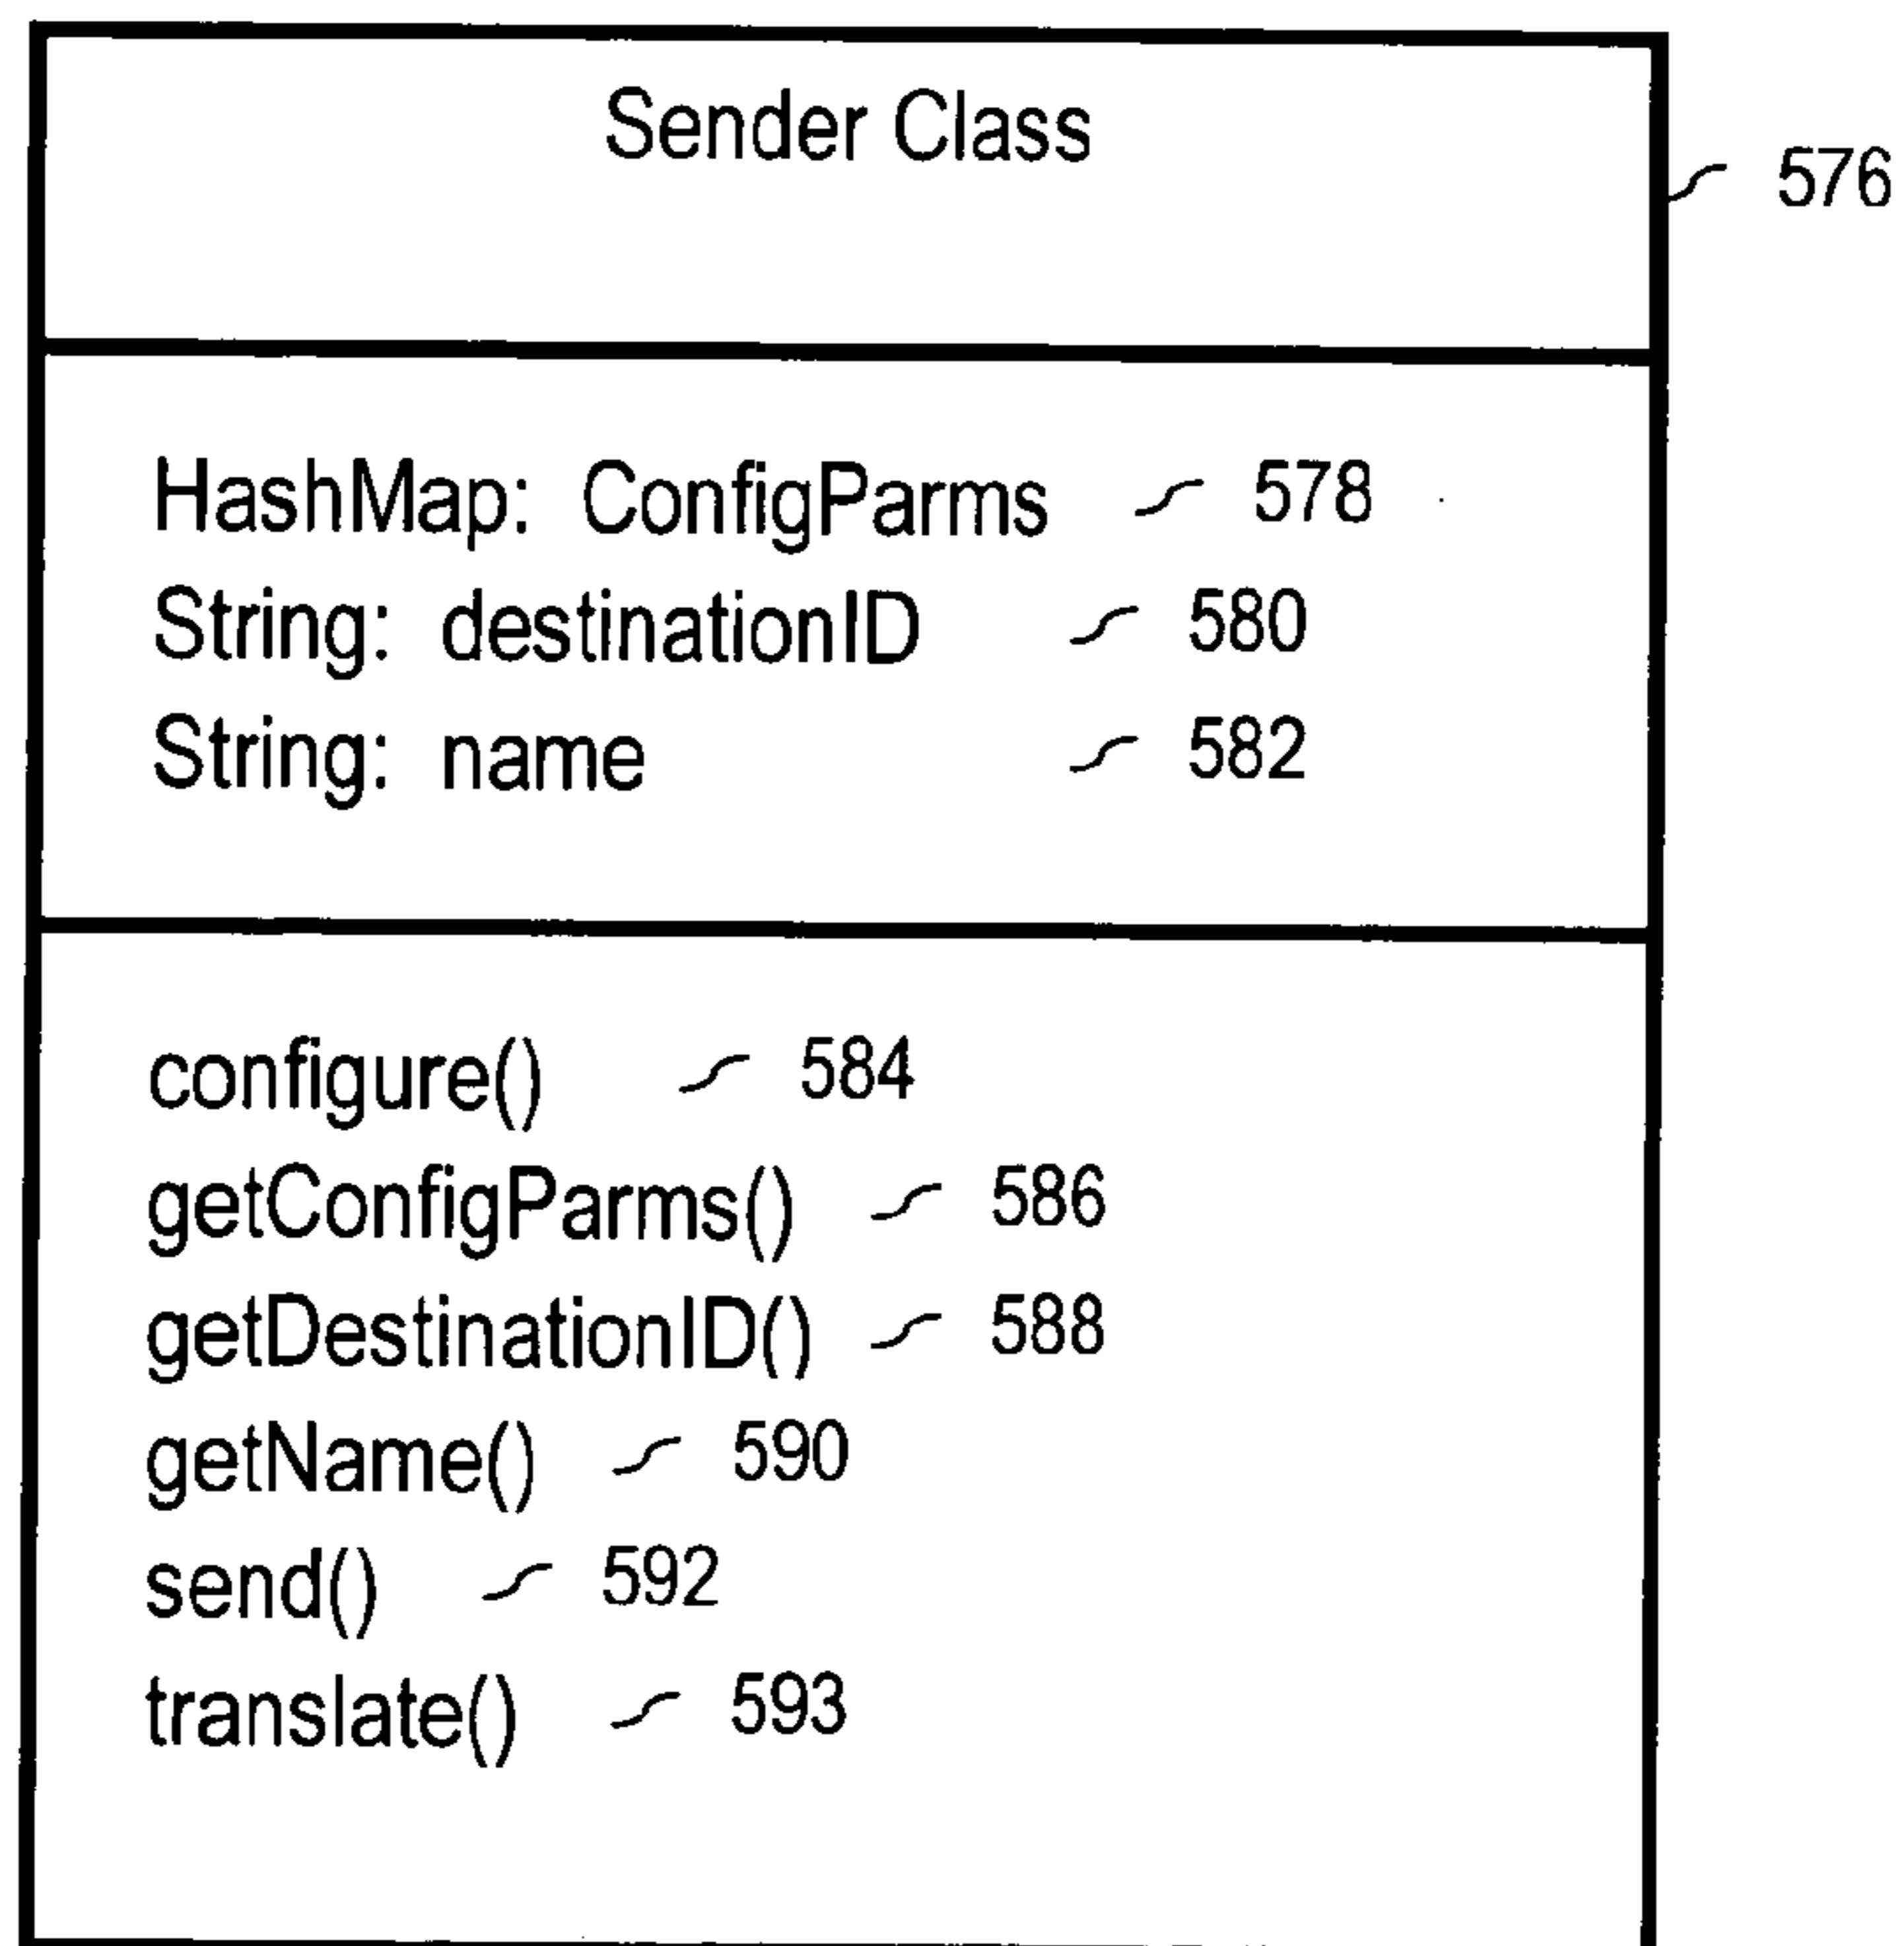 Sender Class
576
HashMap: ConfigParms 578
String: destinationID 580
String: name 582
configure() 584
getConfigParms() 586
getDestinationID() 588
getName() 590
send() 592
translate() 593